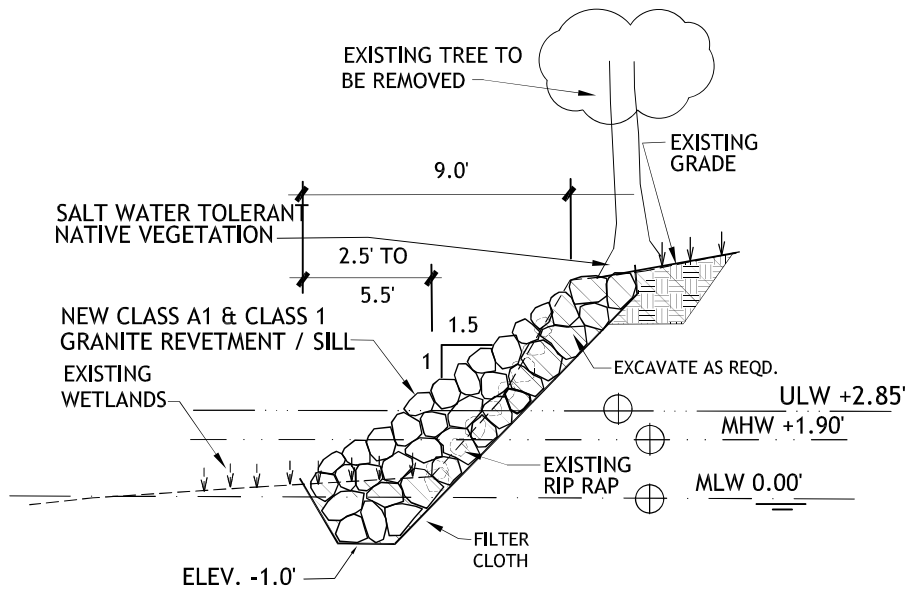 EXISTING TREE TO
BE REMOVED
EXISTING
GRADE
9.0'
SALT WATER TOLERANT
NATIVE VEGETATION
2.5' TO
5.5'
NEW CLASS A1 & CLASS 1
GRANITE REVETMENT / SILL
1.5
1
EXISTING
WETLANDS
EXCAVATE AS REQD.
ULW +2.85'
MHW +1.90'
EXISTING
RIP RAP
MLW 0.00'
FILTER
CLOTH
ELEV. -1.0'